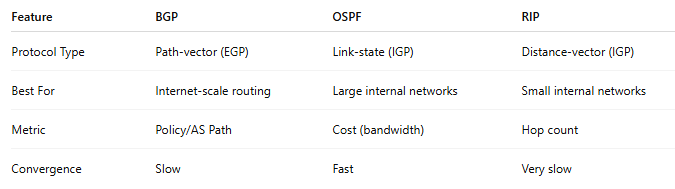 Feature BGP OSPF RIP
Protocol Type Path-vector (EGP) Link-state (IGP) Distance-vector (IGP)
Best For Internet-scale routing Large internal networks Small internal networks
Metric Policy/AS Path Cost (bandwidth) Hop count
Convergence Slow Fast Very slow